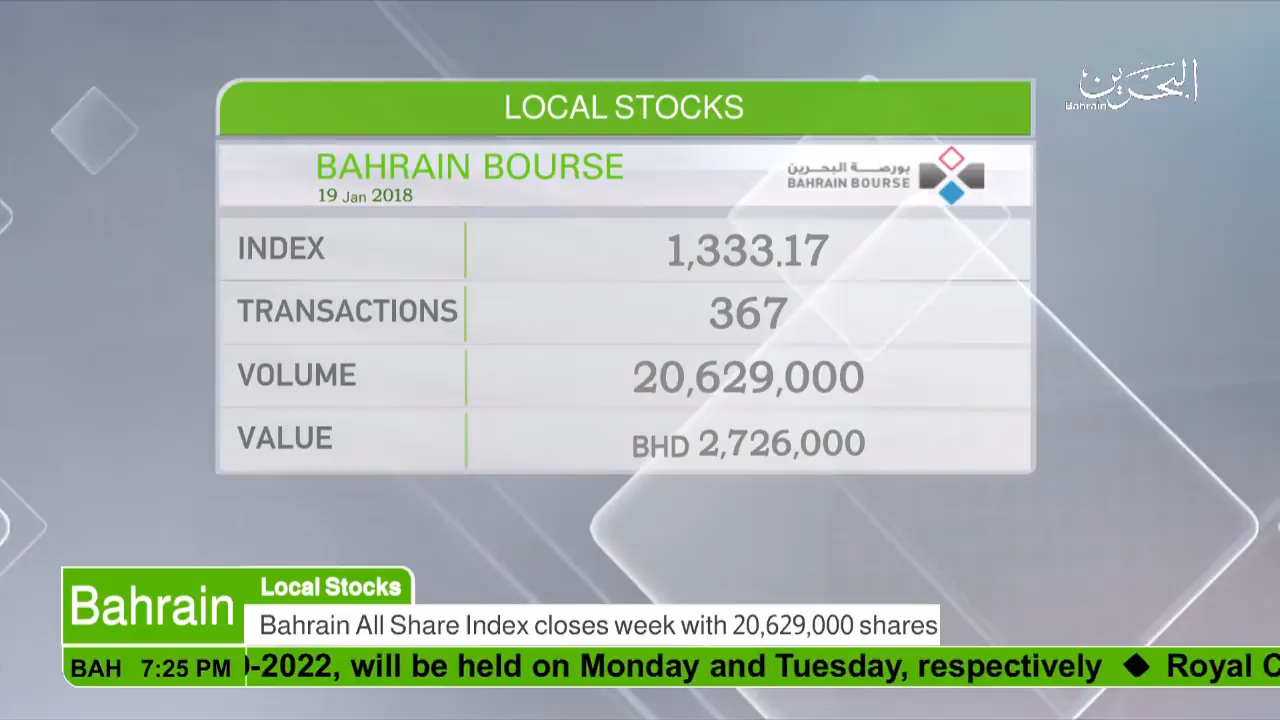 LOCAL STOCKS
البحرين
Bahrain
BAHRAIN BOURSE
19 Jan 2018
بورصة البحرين
BAHRAIN BOURSE
INDEX 1,333.17
TRANSACTIONS 367
VOLUME 20,629,000
VALUE BHD 2,726,000
Bahrain
Local Stocks
Bahrain All Share Index closes week with 20,629,000 shares
BAH 7:25 PM
-2022, will be held on Monday and Tuesday, respectively ◆ Royal